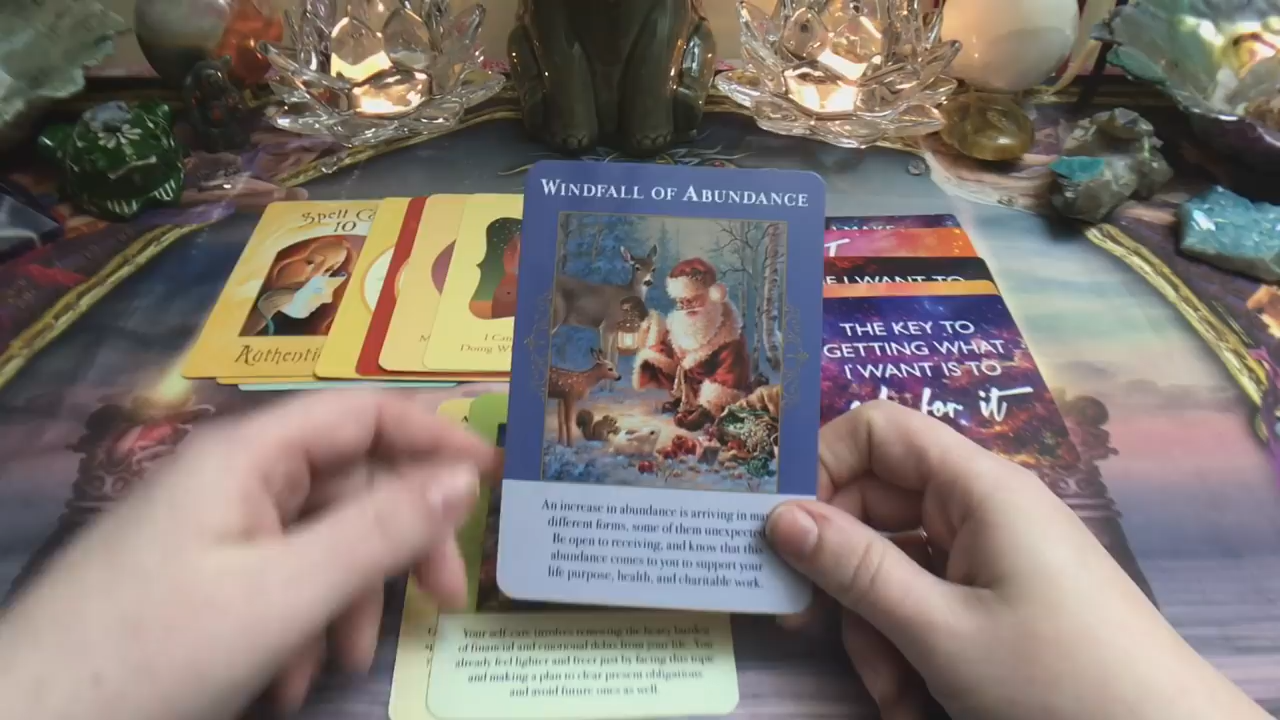 WINDFALL OF ABUNDANCE
An increase in abundance is arriving in
different forms, some of them unexpected
Be open to receiving, and know that this
abundance comes to you to support your
life purpose, health, and charitable work.
Spell
10
Authenti
I Can
Doing
I MAKE
T
I WANT TO
THE KEY TO
GETTING WHAT
I WANT IS TO
for it
Your self-care involves removing the heavy burden
of financial and emotional debts from your life. You
already feel lighter and freer just by facing this topic
and making a plan to clear present obligations
and avoid future ones as well.